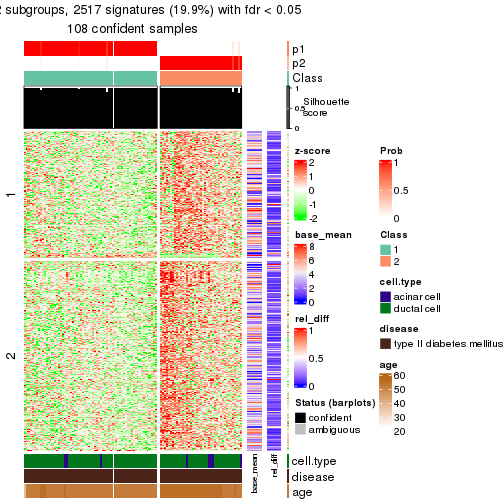 2 subgroups, 2517 signatures (19.9%) with fdr < 0.05
108 confident samples
p1
p2
Class
1
0.5
0
Silhouette
score
1
2
z-score
2
1
0
-1
-2
base_mean
8
6
4
2
0
rel_diff
1
0.5
0
Status (barplots)
confident
ambiguous
Prob
1
0.5
0
Class
1
2
cell.type
acinar cell
ductal cell
disease
type II diabetes mellitus
age
60
50
40
30
20
base_mean
rel_diff
cell.type
disease
age